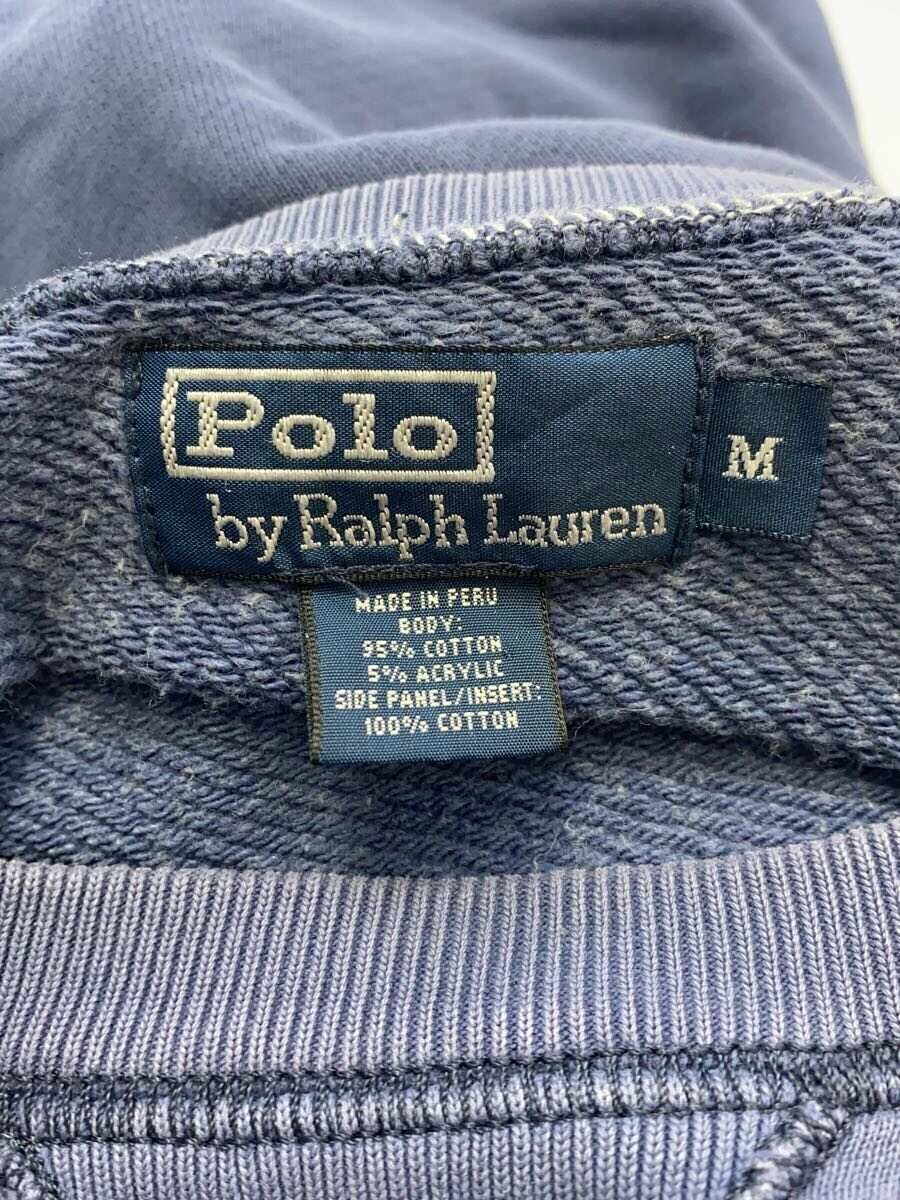 Polo
by Ralph Lauren
M
MADE IN PERU
BODY:
95% COTTON
5% ACRYLIC
SIDE PANEL/INSERT:
100% COTTON